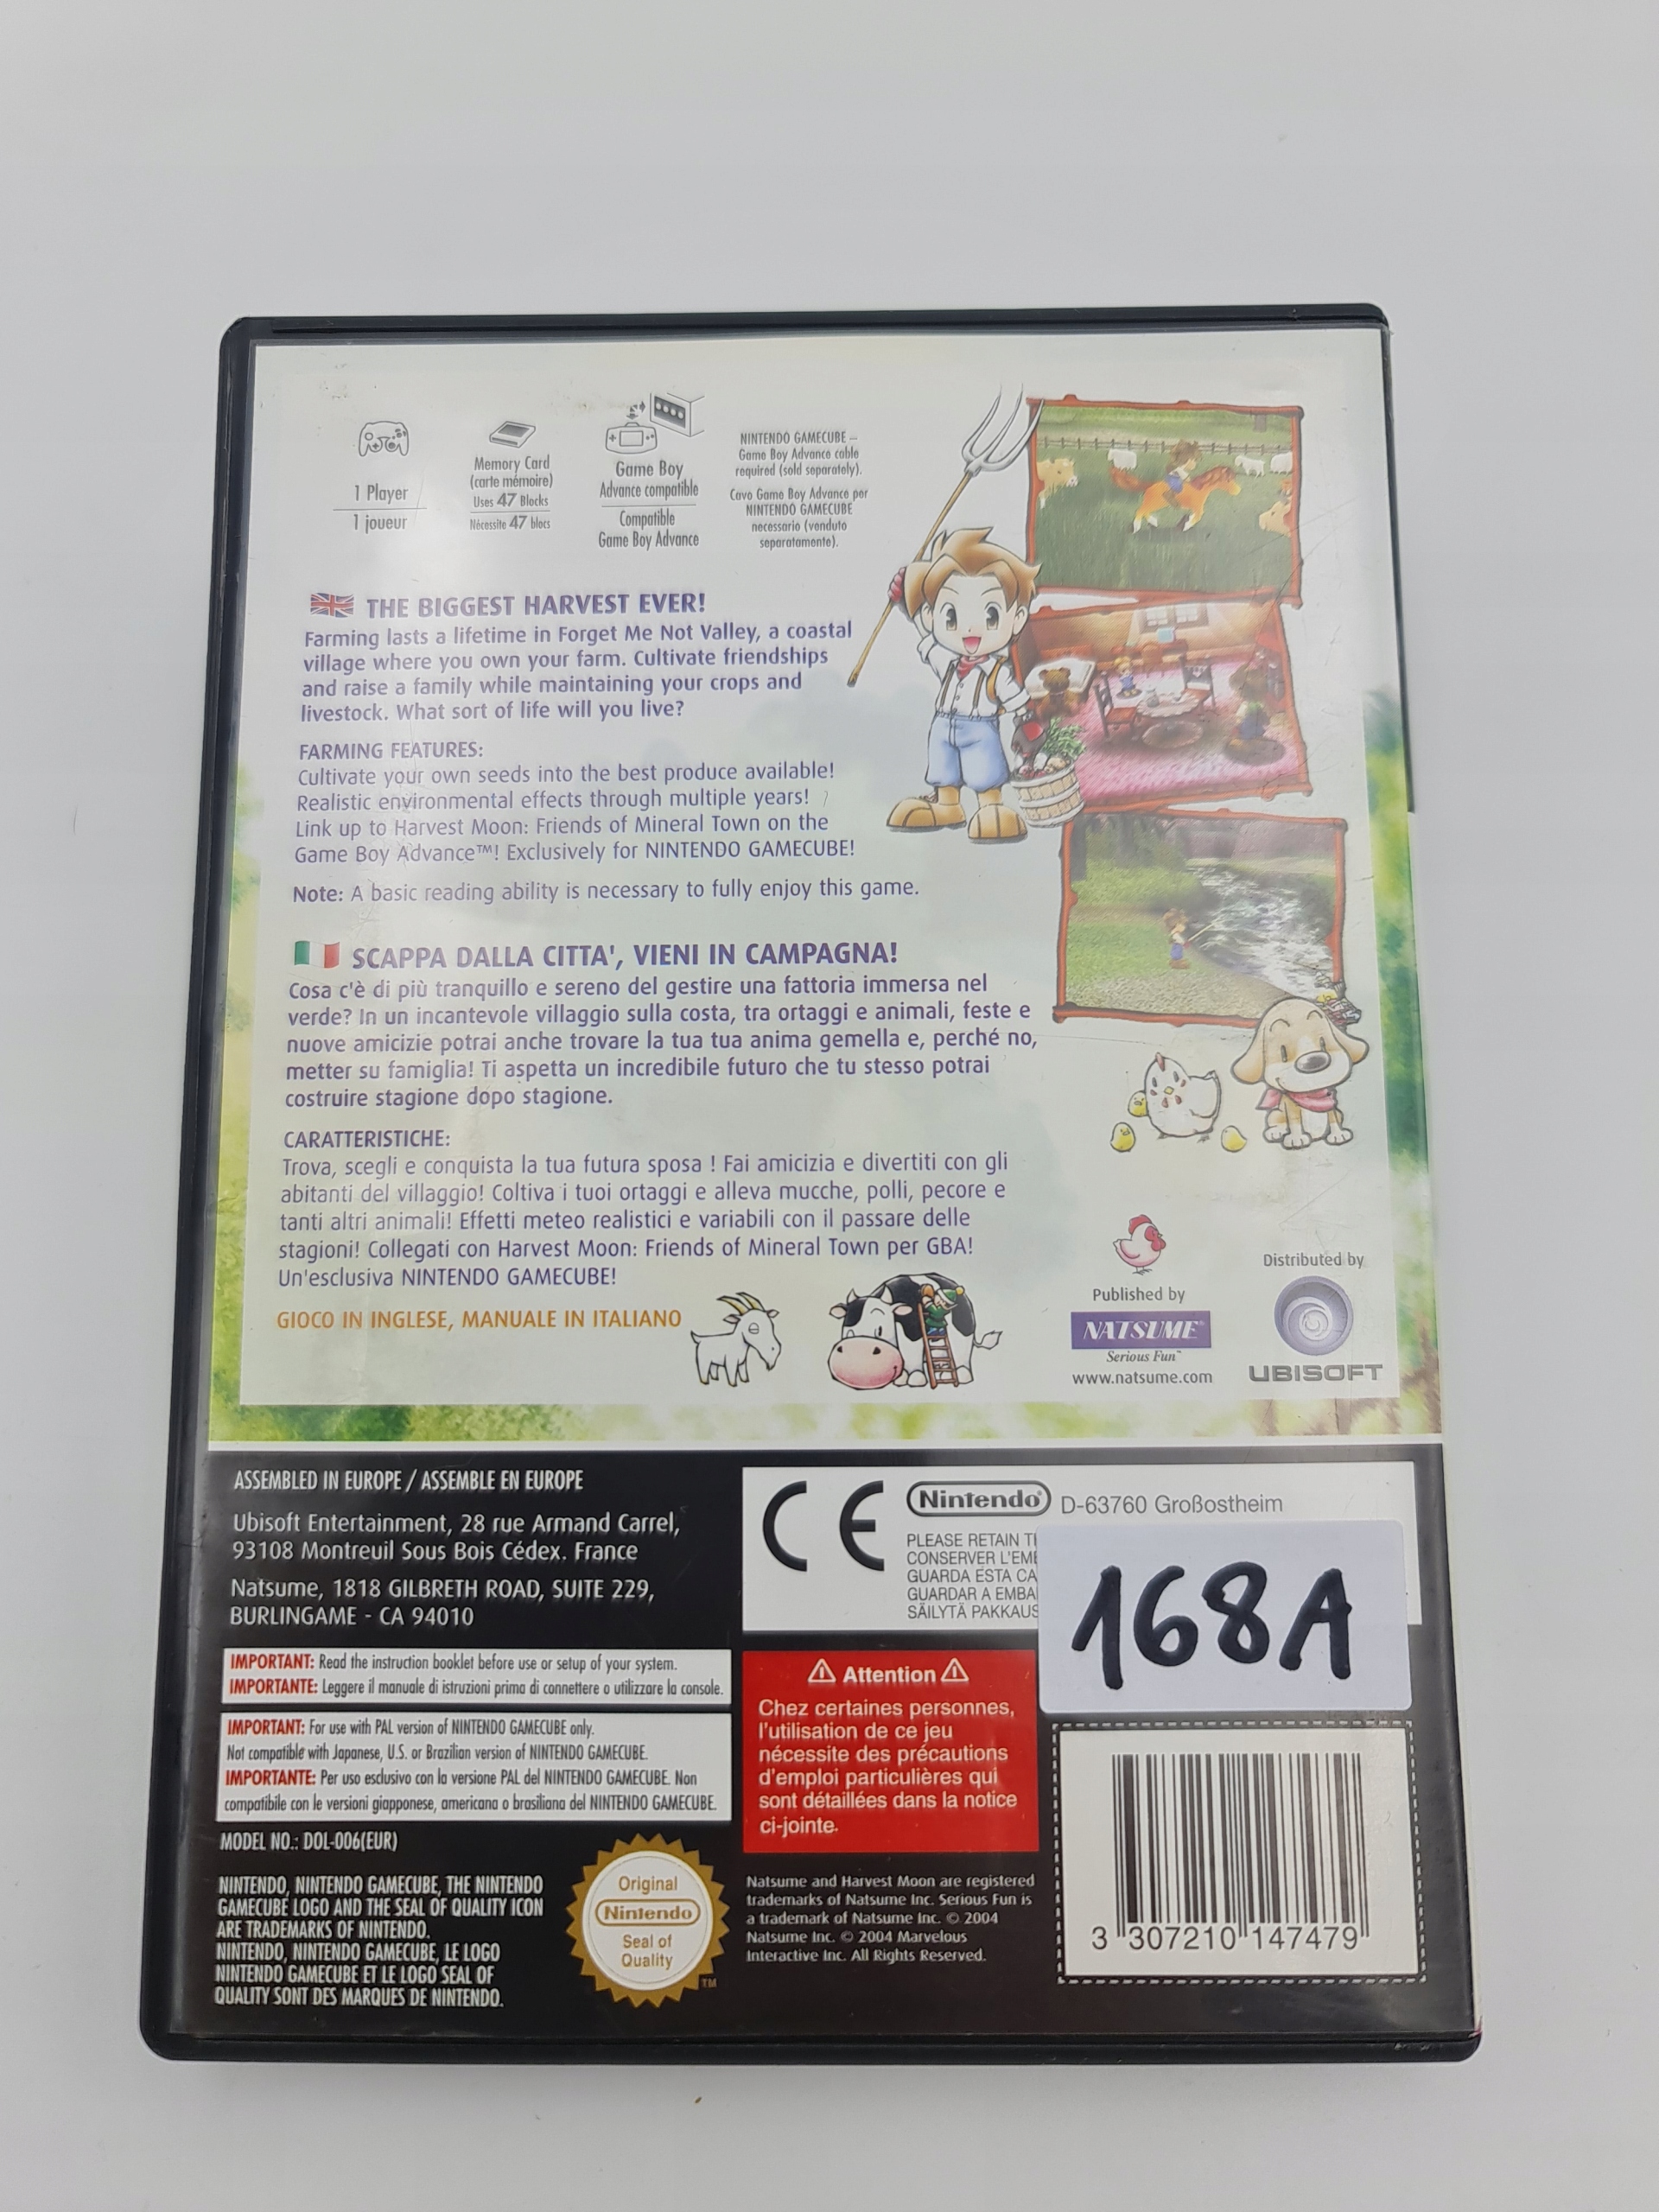 1 Player
1 joueur
Memory Card
(carte mémoire)
Uses 47 Blocks
Nécessite 47 blocs
Game Boy
Advance compatible
Compatible
Game Boy Advance
NINTENDO GAMECUBE –
Game Boy Advance cable
required (sold separately).
Cavo Game Boy Advance per
NINTENDO GAMECUBE
necessario (venduto
separatamente).
THE BIGGEST HARVEST EVER!
Farming lasts a lifetime in Forget Me Not Valley, a coastal
village where you own your farm. Cultivate friendships
and raise a family while maintaining your crops and
livestock. What sort of life will you live?
FARMING FEATURES:
Cultivate your own seeds into the best produce available!
Realistic environmental effects through multiple years!
Link up to Harvest Moon: Friends of Mineral Town on the
Game Boy Advance™! Exclusively for NINTENDO GAMECUBE!
Note: A basic reading ability is necessary to fully enjoy this game.
SCAPPA DALLA CITTA', VIENI IN CAMPAGNA!
Cosa c'è di più tranquillo e sereno del gestire una fattoria immersa nel
verde? In un incantevole villaggio sulla costa, tra ortaggi e animali, feste e
nuove amicizie potrai anche trovare la tua tua anima gemella e, perché no,
metter su famiglia! Ti aspetta un incredibile futuro che tu stesso potrai
costruire stagione dopo stagione.
CARATTERISTICHE:
Trova, scegli e conquista la tua futura sposa ! Fai amicizia e divertiti con gli
abitanti del villaggio! Coltiva i tuoi ortaggi e alleva mucche, polli, pecore e
tanti altri animali! Effetti meteo realistici e variabili con il passare delle
stagioni! Collegati con Harvest Moon: Friends of Mineral Town per GBA!
Un'esclusiva NINTENDO GAMECUBE!
GIOCO IN INGLESE, MANUALE IN ITALIANO
Published by
NATSUME®
Serious Fun™
www.natsume.com
Distributed by
UBISOFT
ASSEMBLED IN EUROPE / ASSEMBLE EN EUROPE
Ubisoft Entertainment, 28 rue Armand Carrel,
93108 Montreuil Sous Bois Cédex. France
Natsume, 1818 GILBRETH ROAD, SUITE 229,
BURLINGAME - CA 94010
IMPORTANT: Read the instruction booklet before use or setup of your system.
IMPORTANTE: Leggere il manuale di istruzioni prima di connettere o utilizzare la console.
IMPORTANT: For use with PAL version of NINTENDO GAMECUBE only.
Not compatible with Japanese, U.S. or Brazilian version of NINTENDO GAMECUBE.
IMPORTANTE: Per uso esclusivo con la versione PAL del NINTENDO GAMECUBE. Non
compatibile con le versioni giapponese, americana o brasiliana del NINTENDO GAMECUBE.
MODEL NO.: DOL-006(EUR)
NINTENDO, NINTENDO GAMECUBE, THE NINTENDO
GAMECUBE LOGO AND THE SEAL OF QUALITY ICON
ARE TRADEMARKS OF NINTENDO.
NINTENDO, NINTENDO GAMECUBE, LE LOGO
NINTENDO GAMECUBE ET LE LOGO SEAL OF
QUALITY SONT DES MARQUES DE NINTENDO.
Original
Nintendo
Seal of
Quality
TM
CE
Nintendo® D-63760 Großostheim
PLEASE RETAIN
CONSERVER
GUARDA ESTA
GUARDAR A
SÄILYTÄ
168A
Attention
Chez certaines personnes,
l'utilisation de ce jeu
nécessite des précautions
d'emploi particulières qui
sont détaillées dans la notice
ci-jointe.
Natsume and Harvest Moon are registered
trademarks of Natsume Inc. Serious Fun is
a trademark of Natsume Inc. © 2004
Natsume Inc. © 2004 Marvelous
Interactive Inc. All Rights Reserved.
3 307210 147479